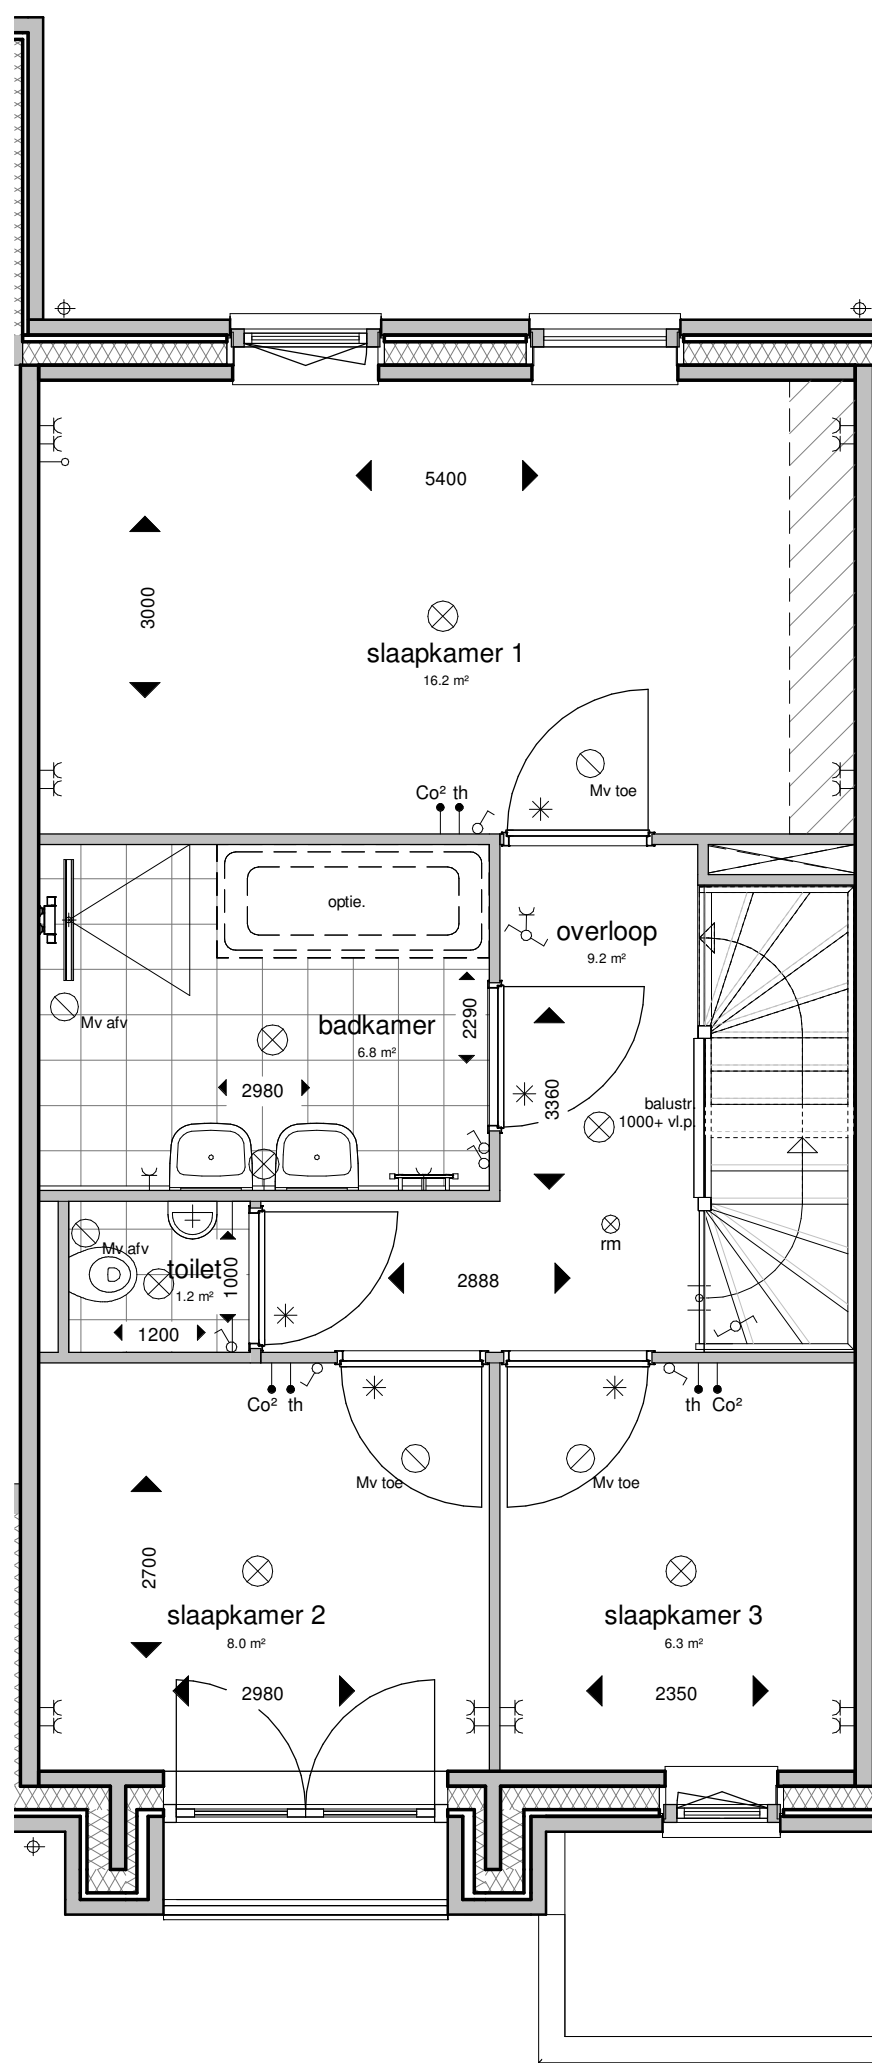 5400
3000
slaapkamer 1
16.2 m²
Mv toe
Co² th
optie.
overloop
9.2 m²
2290
Mv afv
badkamer
6.8 m²
2980
3360
balustr.
1000+ vl.p.
rm
Mv afv
toilet
1.2 m²
1000
1200
2888
Co² th
th Co²
Mv toe
Mv toe
2700
slaapkamer 2
8.0 m²
2980
slaapkamer 3
6.3 m²
2350